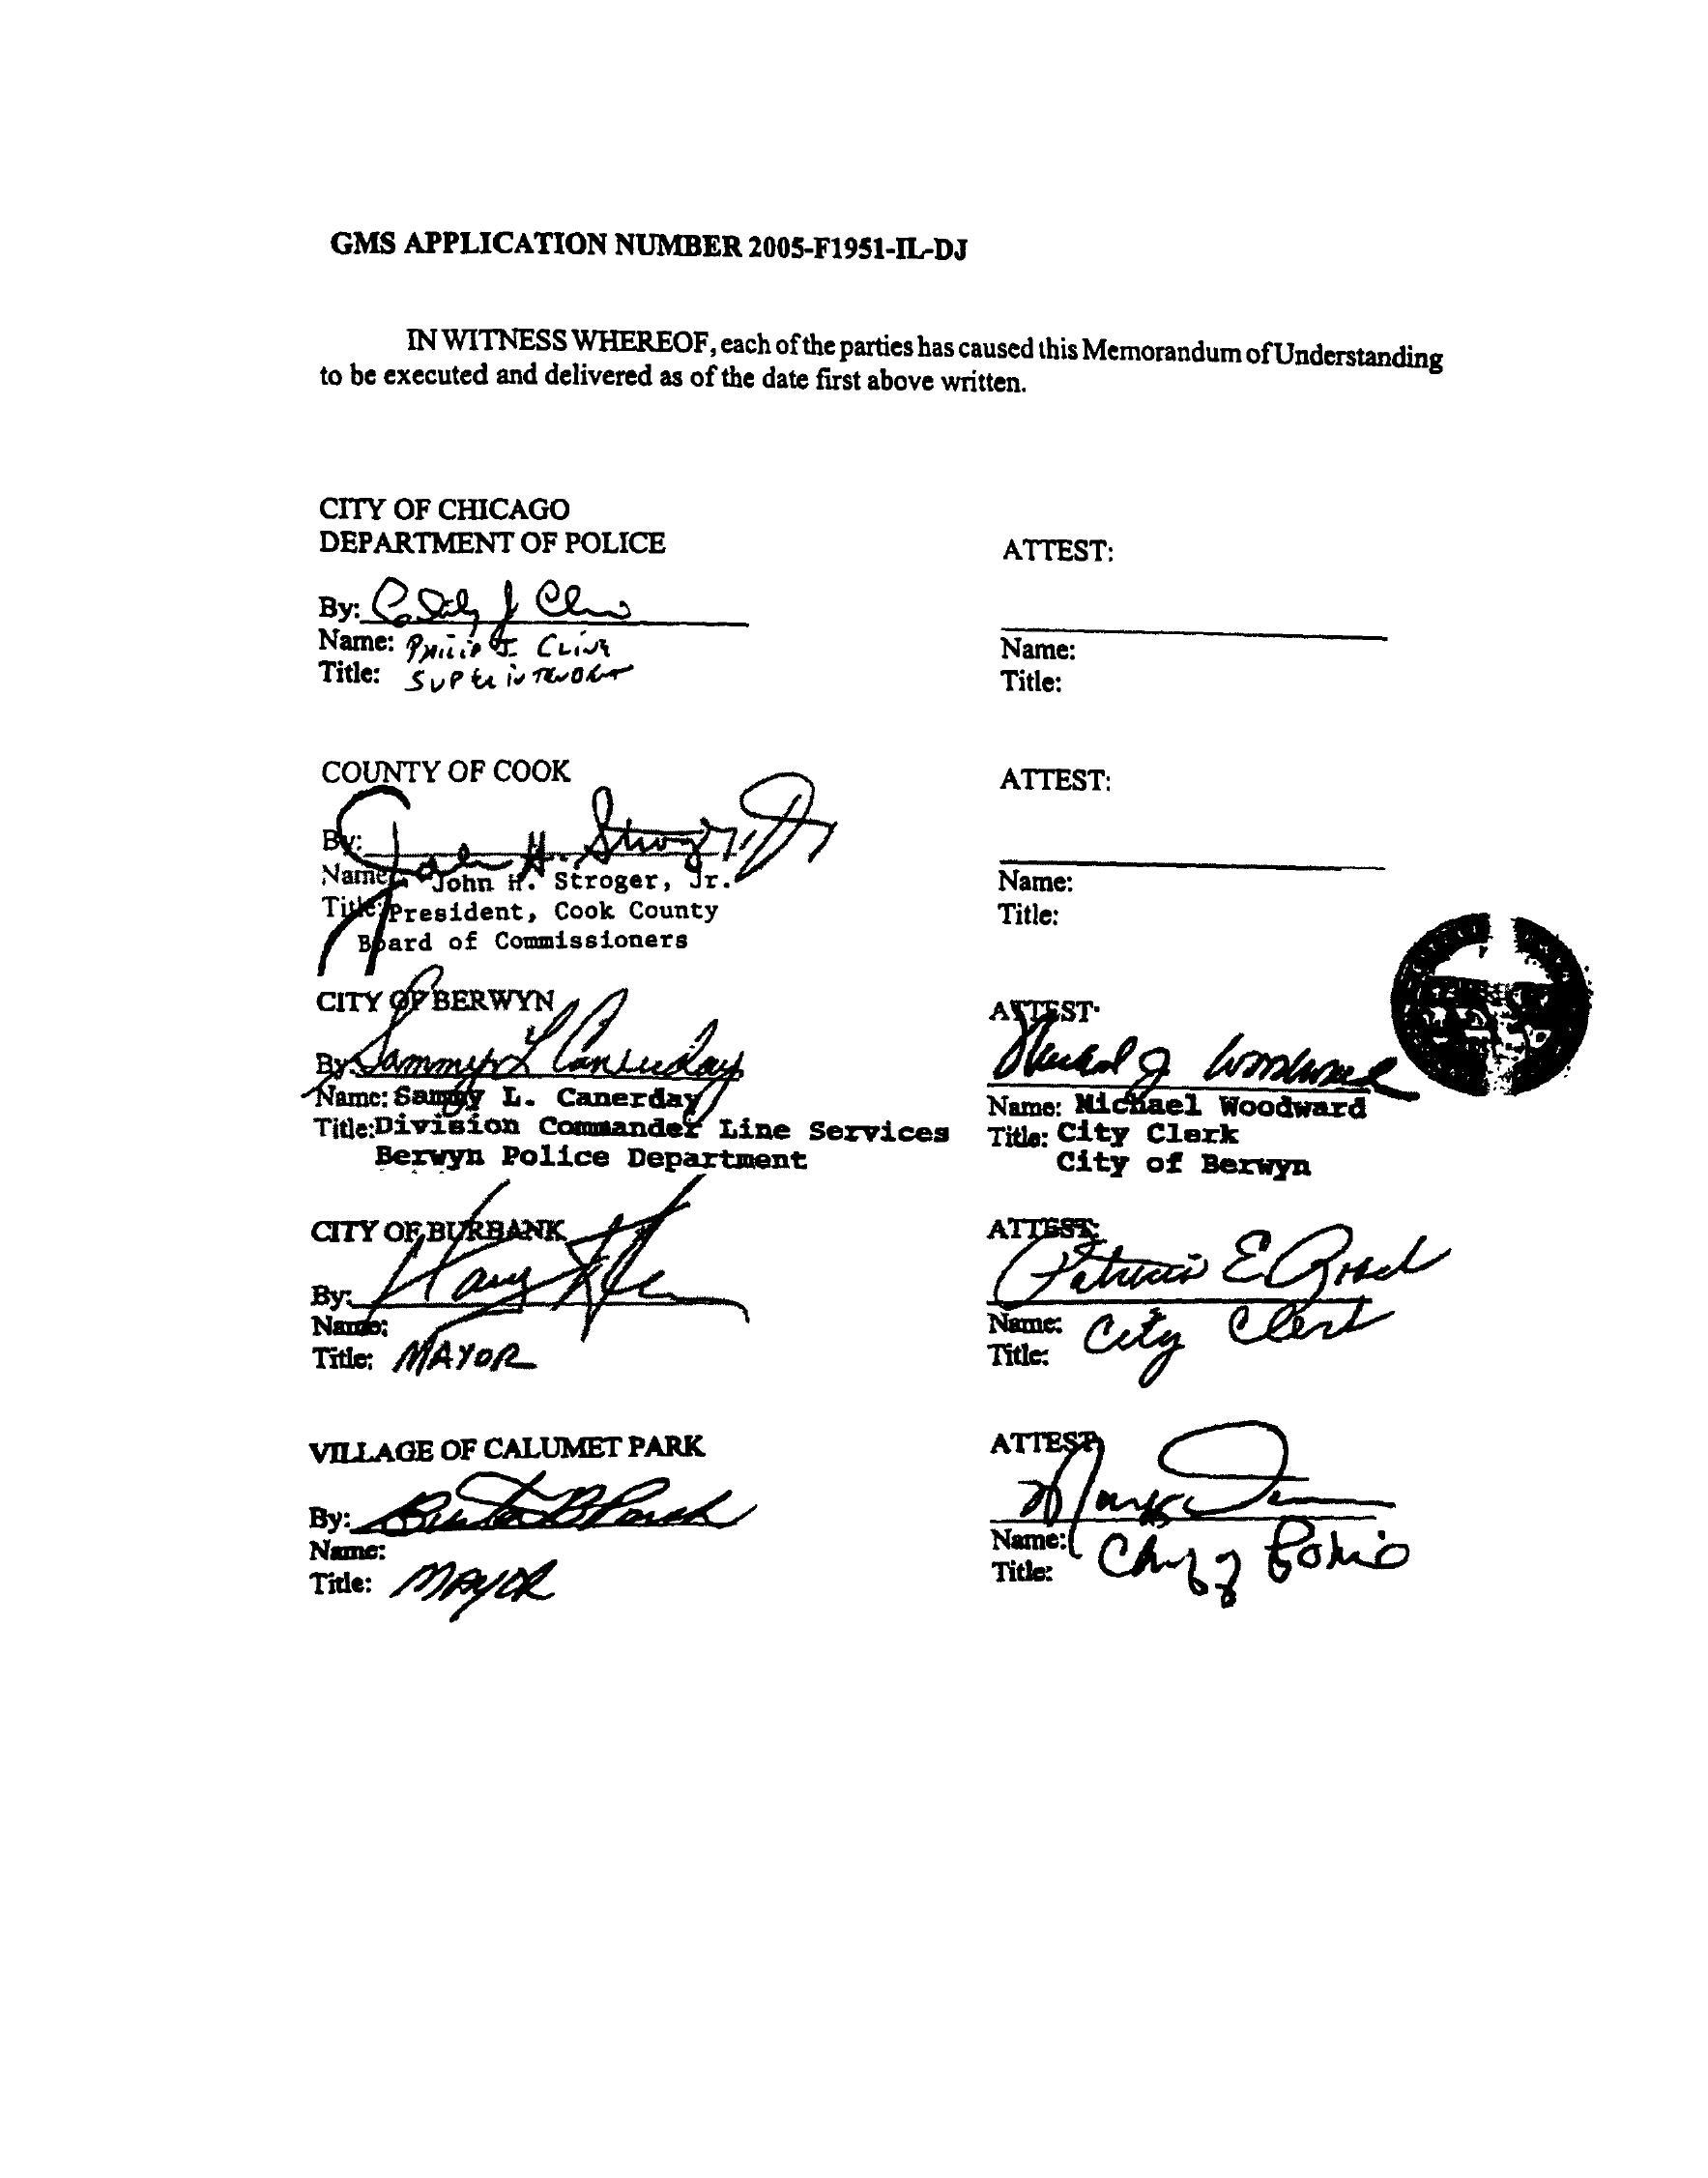 GMS APPLICATION NUMBER 2005-F1951-IL-DJ
IN WITNESS WHEREOF, each of the parties has caused this Memorandum of Understanding
to be executed and delivered as of the date first above written.
CITY OF CHICAGO
DEPARTMENT OF POLICE
By:
Name: Philip J. Cline
Title: Superintendent
ATTEST:
Name:
Title:
COUNTY OF COOK
By: John H. Stroger, Jr.
Name: John H. Stroger, Jr.
Title: President, Cook County
Board of Commissioners
ATTEST:
Name:
Title:
CITY OF BERWYN
By: Sammy L Canerday
Name: Sammy L. Canerday
Title: Division Commander Line Services
Berwyn Police Department
ATTEST:
Michael J Woodward
Name: Michael Woodward
Title: City Clerk
City of Berwyn
CITY OF BURBANK
By: Harry
Name:
Title: MAYOR
ATTEST:
Patricia E
Name:
Title: City Clerk
VILLAGE OF CALUMET PARK
By:
Name:
Title: MAYOR
ATTEST:
Mark
Name:
Title: Chief of Police